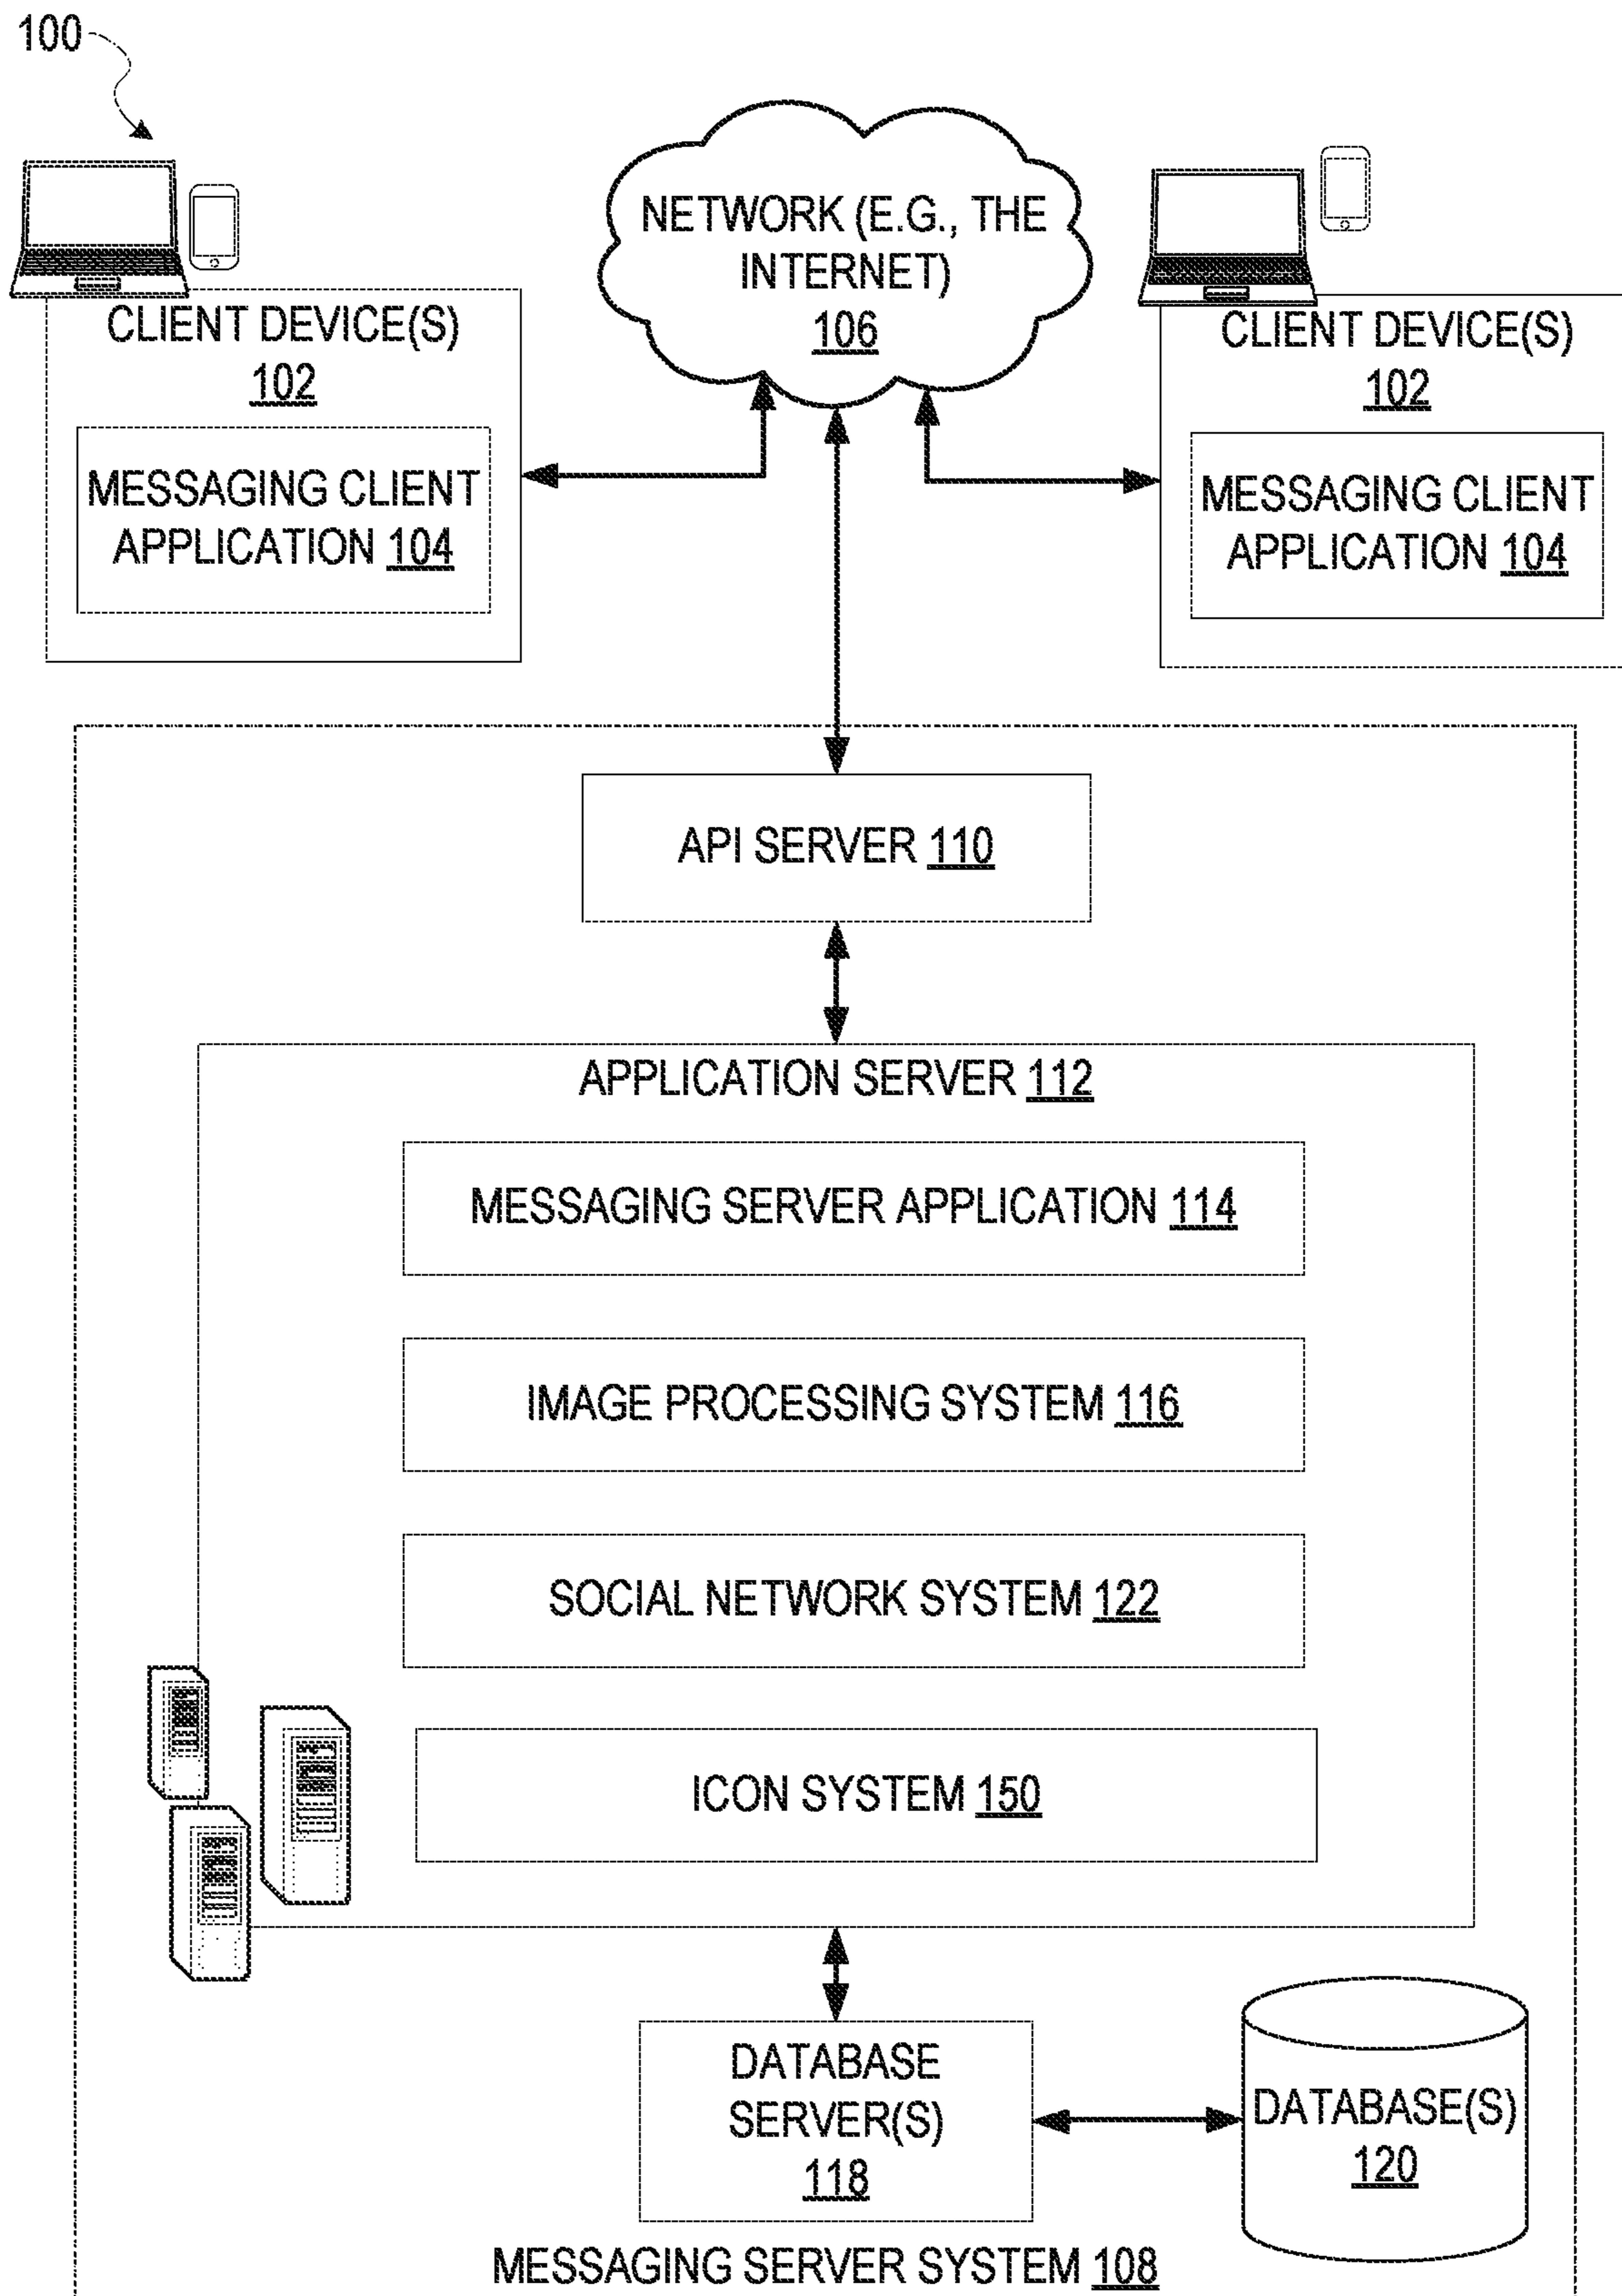 100
NETWORK (E.G., THE
INTERNET)
106
CLIENT DEVICE(S)
102
MESSAGING CLIENT
APPLICATION 104
CLIENT DEVICE(S)
102
MESSAGING CLIENT
APPLICATION 104
API SERVER 110
APPLICATION SERVER 112
MESSAGING SERVER APPLICATION 114
IMAGE PROCESSING SYSTEM 116
SOCIAL NETWORK SYSTEM 122
ICON SYSTEM 150
DATABASE
SERVER(S)
118
DATABASE(S)
120
MESSAGING SERVER SYSTEM 108